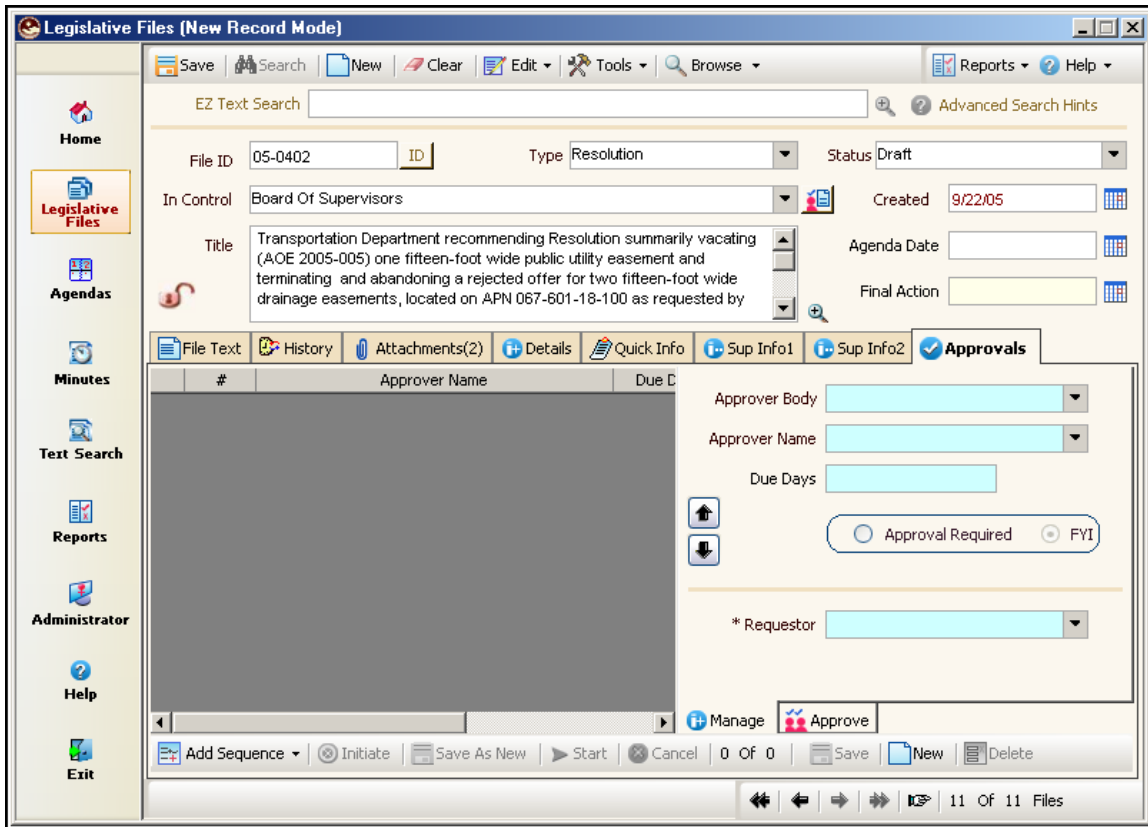 Legislative Files (New Record Mode)
Save Search New Clear Edit Tools Browse Reports Help
EZ Text Search Advanced Search Hints
Home
Legislative Files
Agendas
Minutes
Text Search
Reports
Administrator
Help
Exit
File ID 05-0402 ID Type Resolution Status Draft
In Control Board Of Supervisors Created 9/22/05
Title
Transportation Department recommending Resolution summarily vacating
(AOE 2005-005) one fifteen-foot wide public utility easement and
terminating and abandoning a rejected offer for two fifteen-foot wide
drainage easements, located on APN 067-601-18-100 as requested by
Agenda Date
Final Action
File Text History Attachments(2) Details Quick Info Sup Info1 Sup Info2 Approvals
# Approver Name Due D
Approver Body
Approver Name
Due Days
Approval Required FYI
* Requestor
Manage Approve
Add Sequence Initiate Save As New Start Cancel 0 Of 0 Save New Delete
11 Of 11 Files